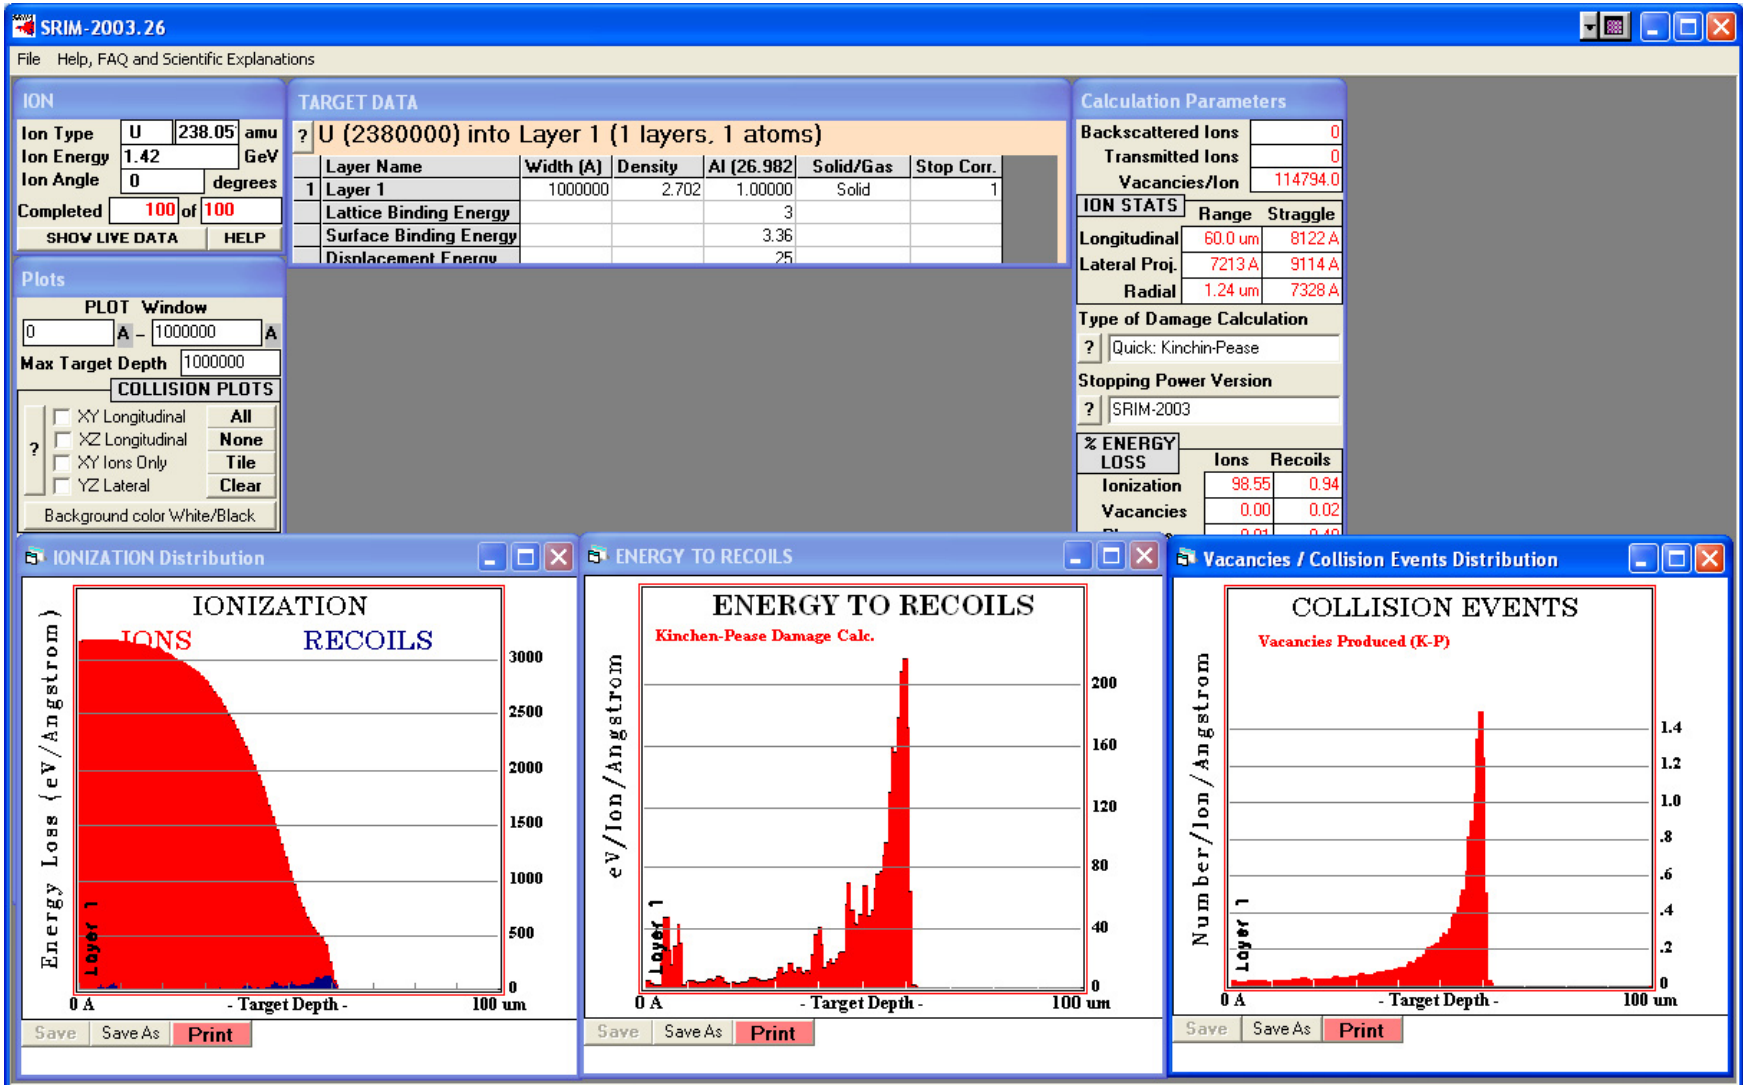 SRIM-2003.26
File Help, FAQ and Scientific Explanations
ION
Ion Type U 238.05 amu
Ion Energy 1.42 GeV
Ion Angle 0 degrees
Completed 100 of 100
SHOW LIVE DATA HELP
TARGET DATA
? U (2380000) into Layer 1 (1 layers, 1 atoms)
Layer Name Width (A) Density Al (26.982 Solid/Gas Stop Corr.
1 Layer 1 1000000 2.702 1.00000 Solid 1
Lattice Binding Energy 3
Surface Binding Energy 3.36
Displacement Energy 25
Calculation Parameters
Backscattered Ions 0
Transmitted Ions 0
Vacancies/Ion 114794.0
ION STATS Range Straggle
Longitudinal 60.0 um 8122 A
Lateral Proj. 7213 A 9114 A
Radial 1.24 um 7328 A
Type of Damage Calculation
? Quick: Kinchin-Pease
Stopping Power Version
? SRIM-2003
% ENERGY LOSS Ions Recoils
Ionization 98.55 0.94
Vacancies 0.00 0.02
Plots
PLOT Window
0 A - 1000000 A
Max Target Depth 1000000
COLLISION PLOTS
? XY Longitudinal All
XZ Longitudinal None
XY Ions Only Tile
YZ Lateral Clear
Background color White/Black
IONIZATION Distribution
IONIZATION
IONS RECOILS
Energy Loss (eV/Angstrom)
3000
2500
2000
1500
1000
500
0
Layer 1
0 A - Target Depth - 100 um
Save Save As Print
ENERGY TO RECOILS
ENERGY TO RECOILS
Kinchen-Pease Damage Calc.
eV/Ion/Angstrom
200
160
120
80
40
0
Layer 1
0 A - Target Depth - 100 um
Save Save As Print
Vacancies / Collision Events Distribution
COLLISION EVENTS
Vacancies Produced (K-P)
Number/Ion/Angstrom
1.4
1.2
1.0
.8
.6
.4
.2
0
Layer 1
0 A - Target Depth - 100 um
Save Save As Print